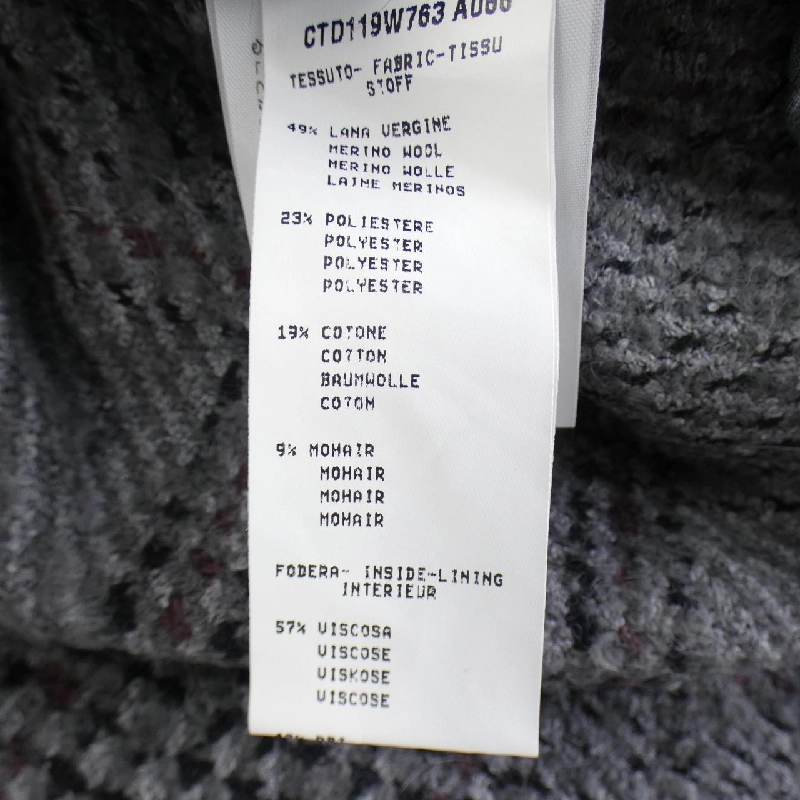 CTD119W763 A086
TESSUTO- FABRIC-TISSU
STOFF
49% LANA VERGINE
MERINO WOOL
MERINO WOLLE
LAINE MERINOS
23% POLIESTERE
POLYESTER
POLYESTER
POLYESTER
19% COTONE
COTTON
BAUMWOLLE
COTON
9% MOHAIR
MOHAIR
MOHAIR
MOHAIR
FODERA- INSIDE-LINING
INTERIEUR
57% VISCOSA
VISCOSE
VISKOSE
VISCOSE